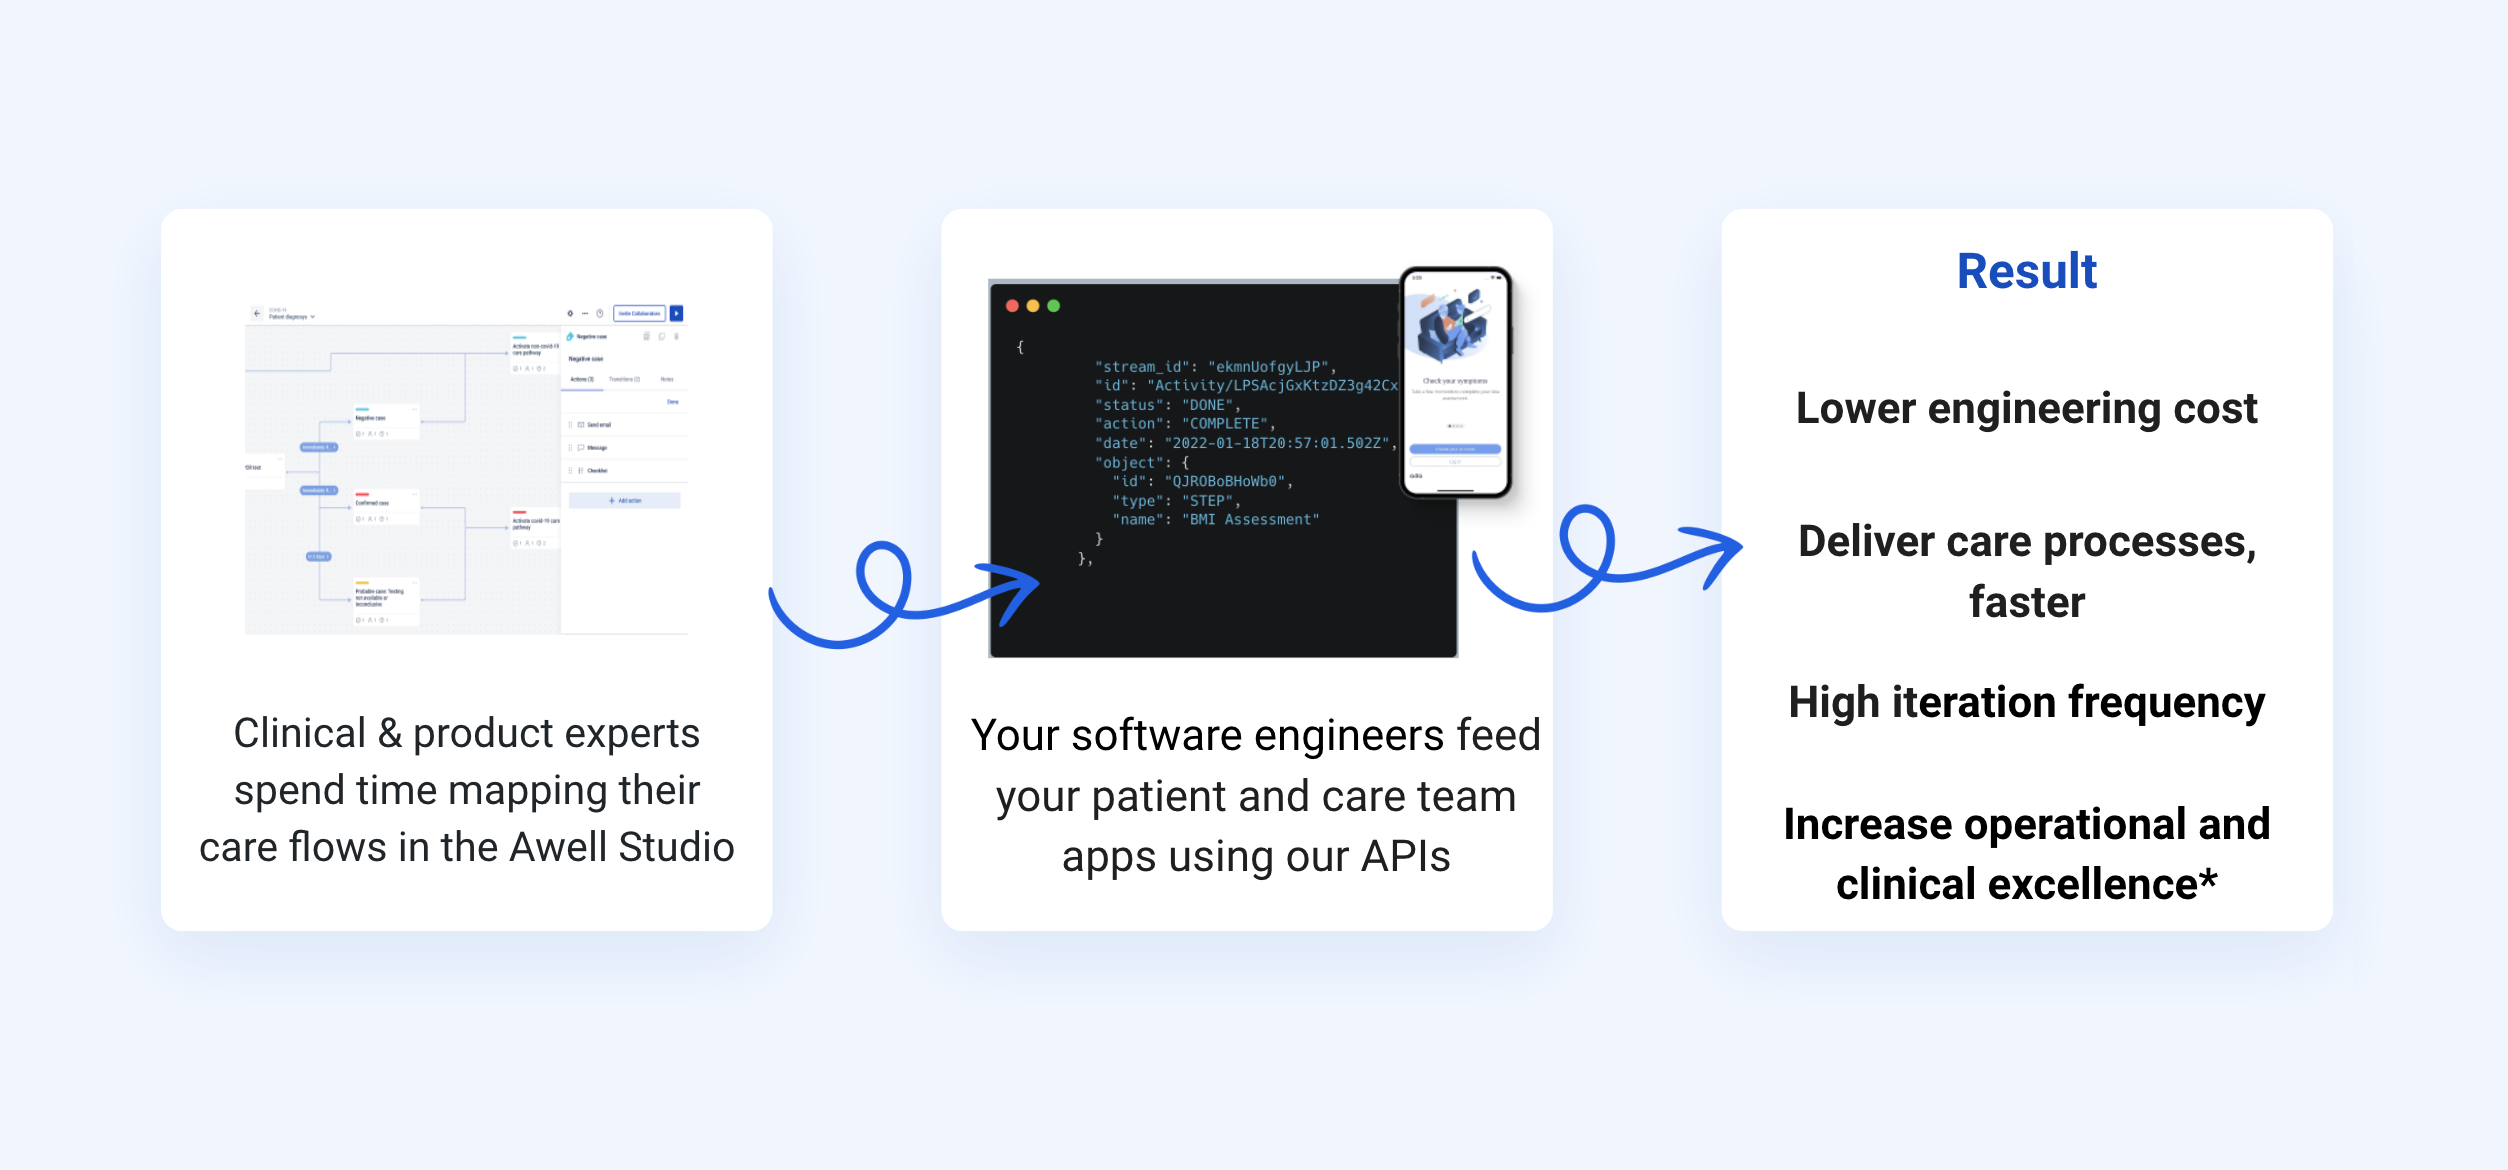 COVID-19
Patient diagnosys
Invite Collaborators
Activate non-covid-19
care pathway
Negative case
Confirmed case
Probable case: Testing
not available or
inconclusive
Activate covid-19 care
pathway
Negative case
Negative case
Actions (3)
Transitions (2)
Notes
Done
Send email
Message
Checklist
+ Add action
Clinical & product experts
spend time mapping their
care flows in the Awell Studio
{
"stream_id": "ekmnUofgyLJP",
"id": "Activity/LPSAcjGxKtzDZ3g42Cx
"status": "DONE",
"action": "COMPLETE",
"date": "2022-01-18T20:57:01.502Z",
"object": {
"id": "QJROBoBHoWb0",
"type": "STEP",
"name": "BMI Assessment"
}
},
Check your symptoms
Your software engineers feed
your patient and care team
apps using our APIs
Result
Lower engineering cost
Deliver care processes,
faster
High iteration frequency
Increase operational and
clinical excellence*